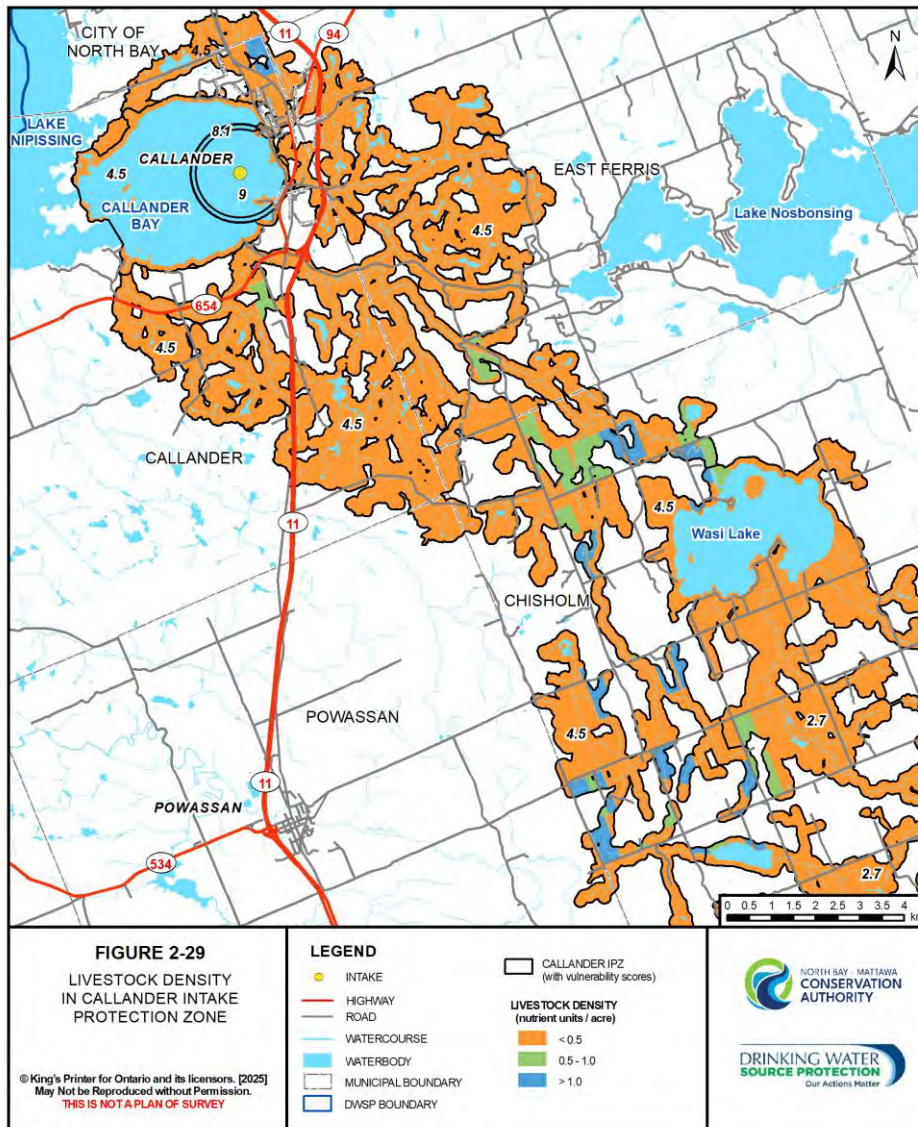 CITY OF
NORTH BAY
11
94
N
4.5
LAKE
NIPISSING
8.1
CALLANDER
4.5
9
CALLANDER
BAY
EAST FERRIS
Lake Nosbonsing
4.5
654
4.5
4.5
CALLANDER
11
4.5
Wasi Lake
CHISHOLM
POWASSAN
2.7
4.5
11
POWASSAN
534
2.7
0 0.5 1 1.5 2 2.5 3 3.5 4
km
FIGURE 2-29
LIVESTOCK DENSITY
IN CALLANDER INTAKE
PROTECTION ZONE
© King's Printer for Ontario and its licensors. [2025]
May Not be Reproduced without Permission.
THIS IS NOT A PLAN OF SURVEY
LEGEND
INTAKE
HIGHWAY
ROAD
WATERCOURSE
WATERBODY
MUNICIPAL BOUNDARY
DWSP BOUNDARY
CALLANDER IPZ
(with vulnerability scores)
LIVESTOCK DENSITY
(nutrient units / acre)
< 0.5
0.5 - 1.0
> 1.0
NORTH BAY - MATTAWA
CONSERVATION
AUTHORITY
DRINKING WATER
SOURCE PROTECTION
Our Actions Matter